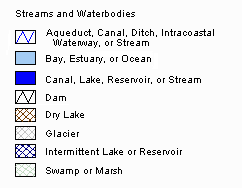 Streams and Waterbodies
Aqueduct, Canal, Ditch, Intracoastal
Waterway, or Stream
Bay, Estuary, or Ocean
Canal, Lake, Reservoir, or Stream
Dam
Dry Lake
Glacier
Intermittent Lake or Reservoir
Swamp or Marsh